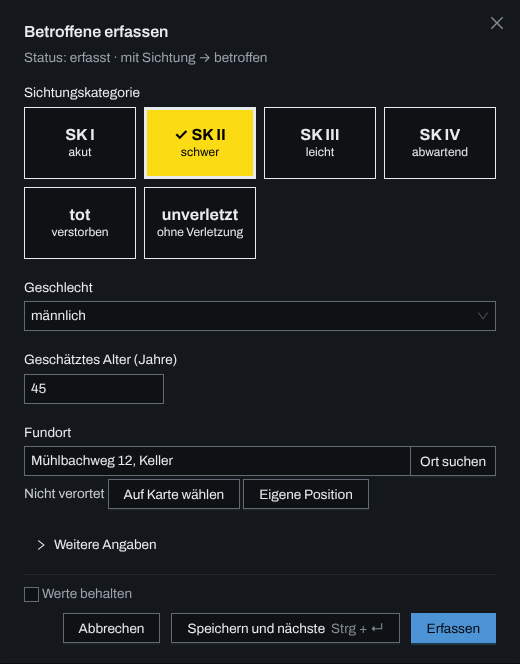 Betroffene erfassen
Status: erfasst · mit Sichtung → betroffen
Sichtungskategorie
SK I
akut
✓ SK II
schwer
SK III
leicht
SK IV
abwartend
tot
verstorben
unverletzt
ohne Verletzung
Geschlecht
männlich
Geschätztes Alter (Jahre)
45
Fundort
Mühlbachweg 12, Keller
Ort suchen
Nicht verortet
Auf Karte wählen
Eigene Position
Weitere Angaben
Werte behalten
Abbrechen
Speichern und nächste Strg + ↵
Erfassen